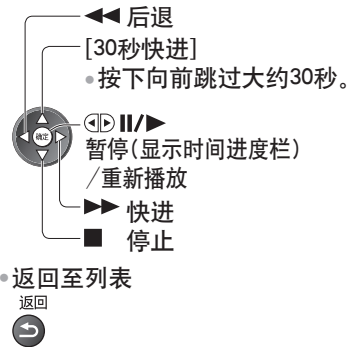 ◀◀ 后退
[30秒快进]
●按下向前跳过大约30秒。
确定
II/▶
暂停(显示时间进度栏)
/重新播放
▶▶ 快进
■ 停止
●返回至列表
返回